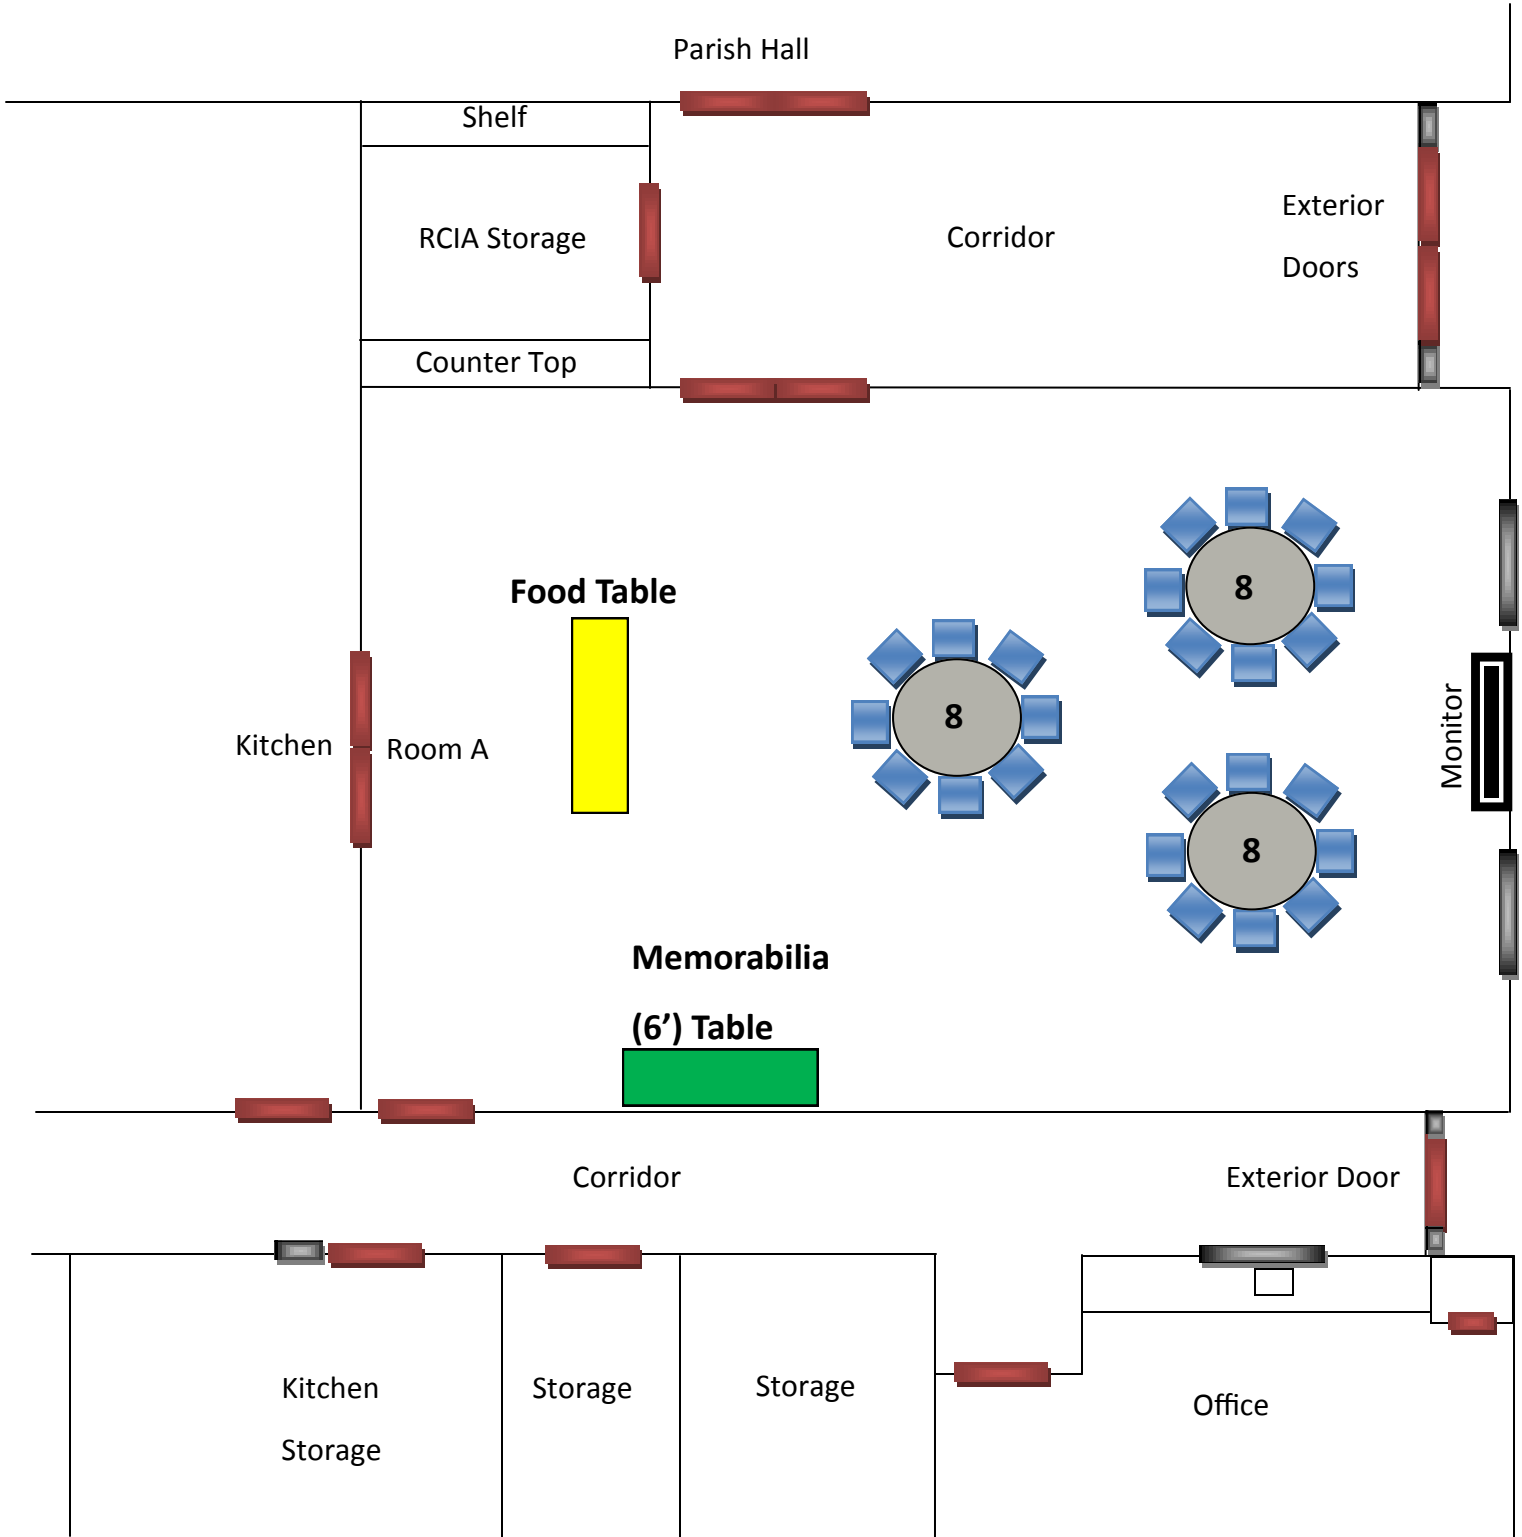 Parish Hall
Shelf
RCIA Storage
Corridor
Exterior
Doors
Counter Top
Food Table
8
8
8
Kitchen
Room A
Monitor
Memorabilia
(6’) Table
Corridor
Exterior Door
Kitchen
Storage
Storage
Storage
Office